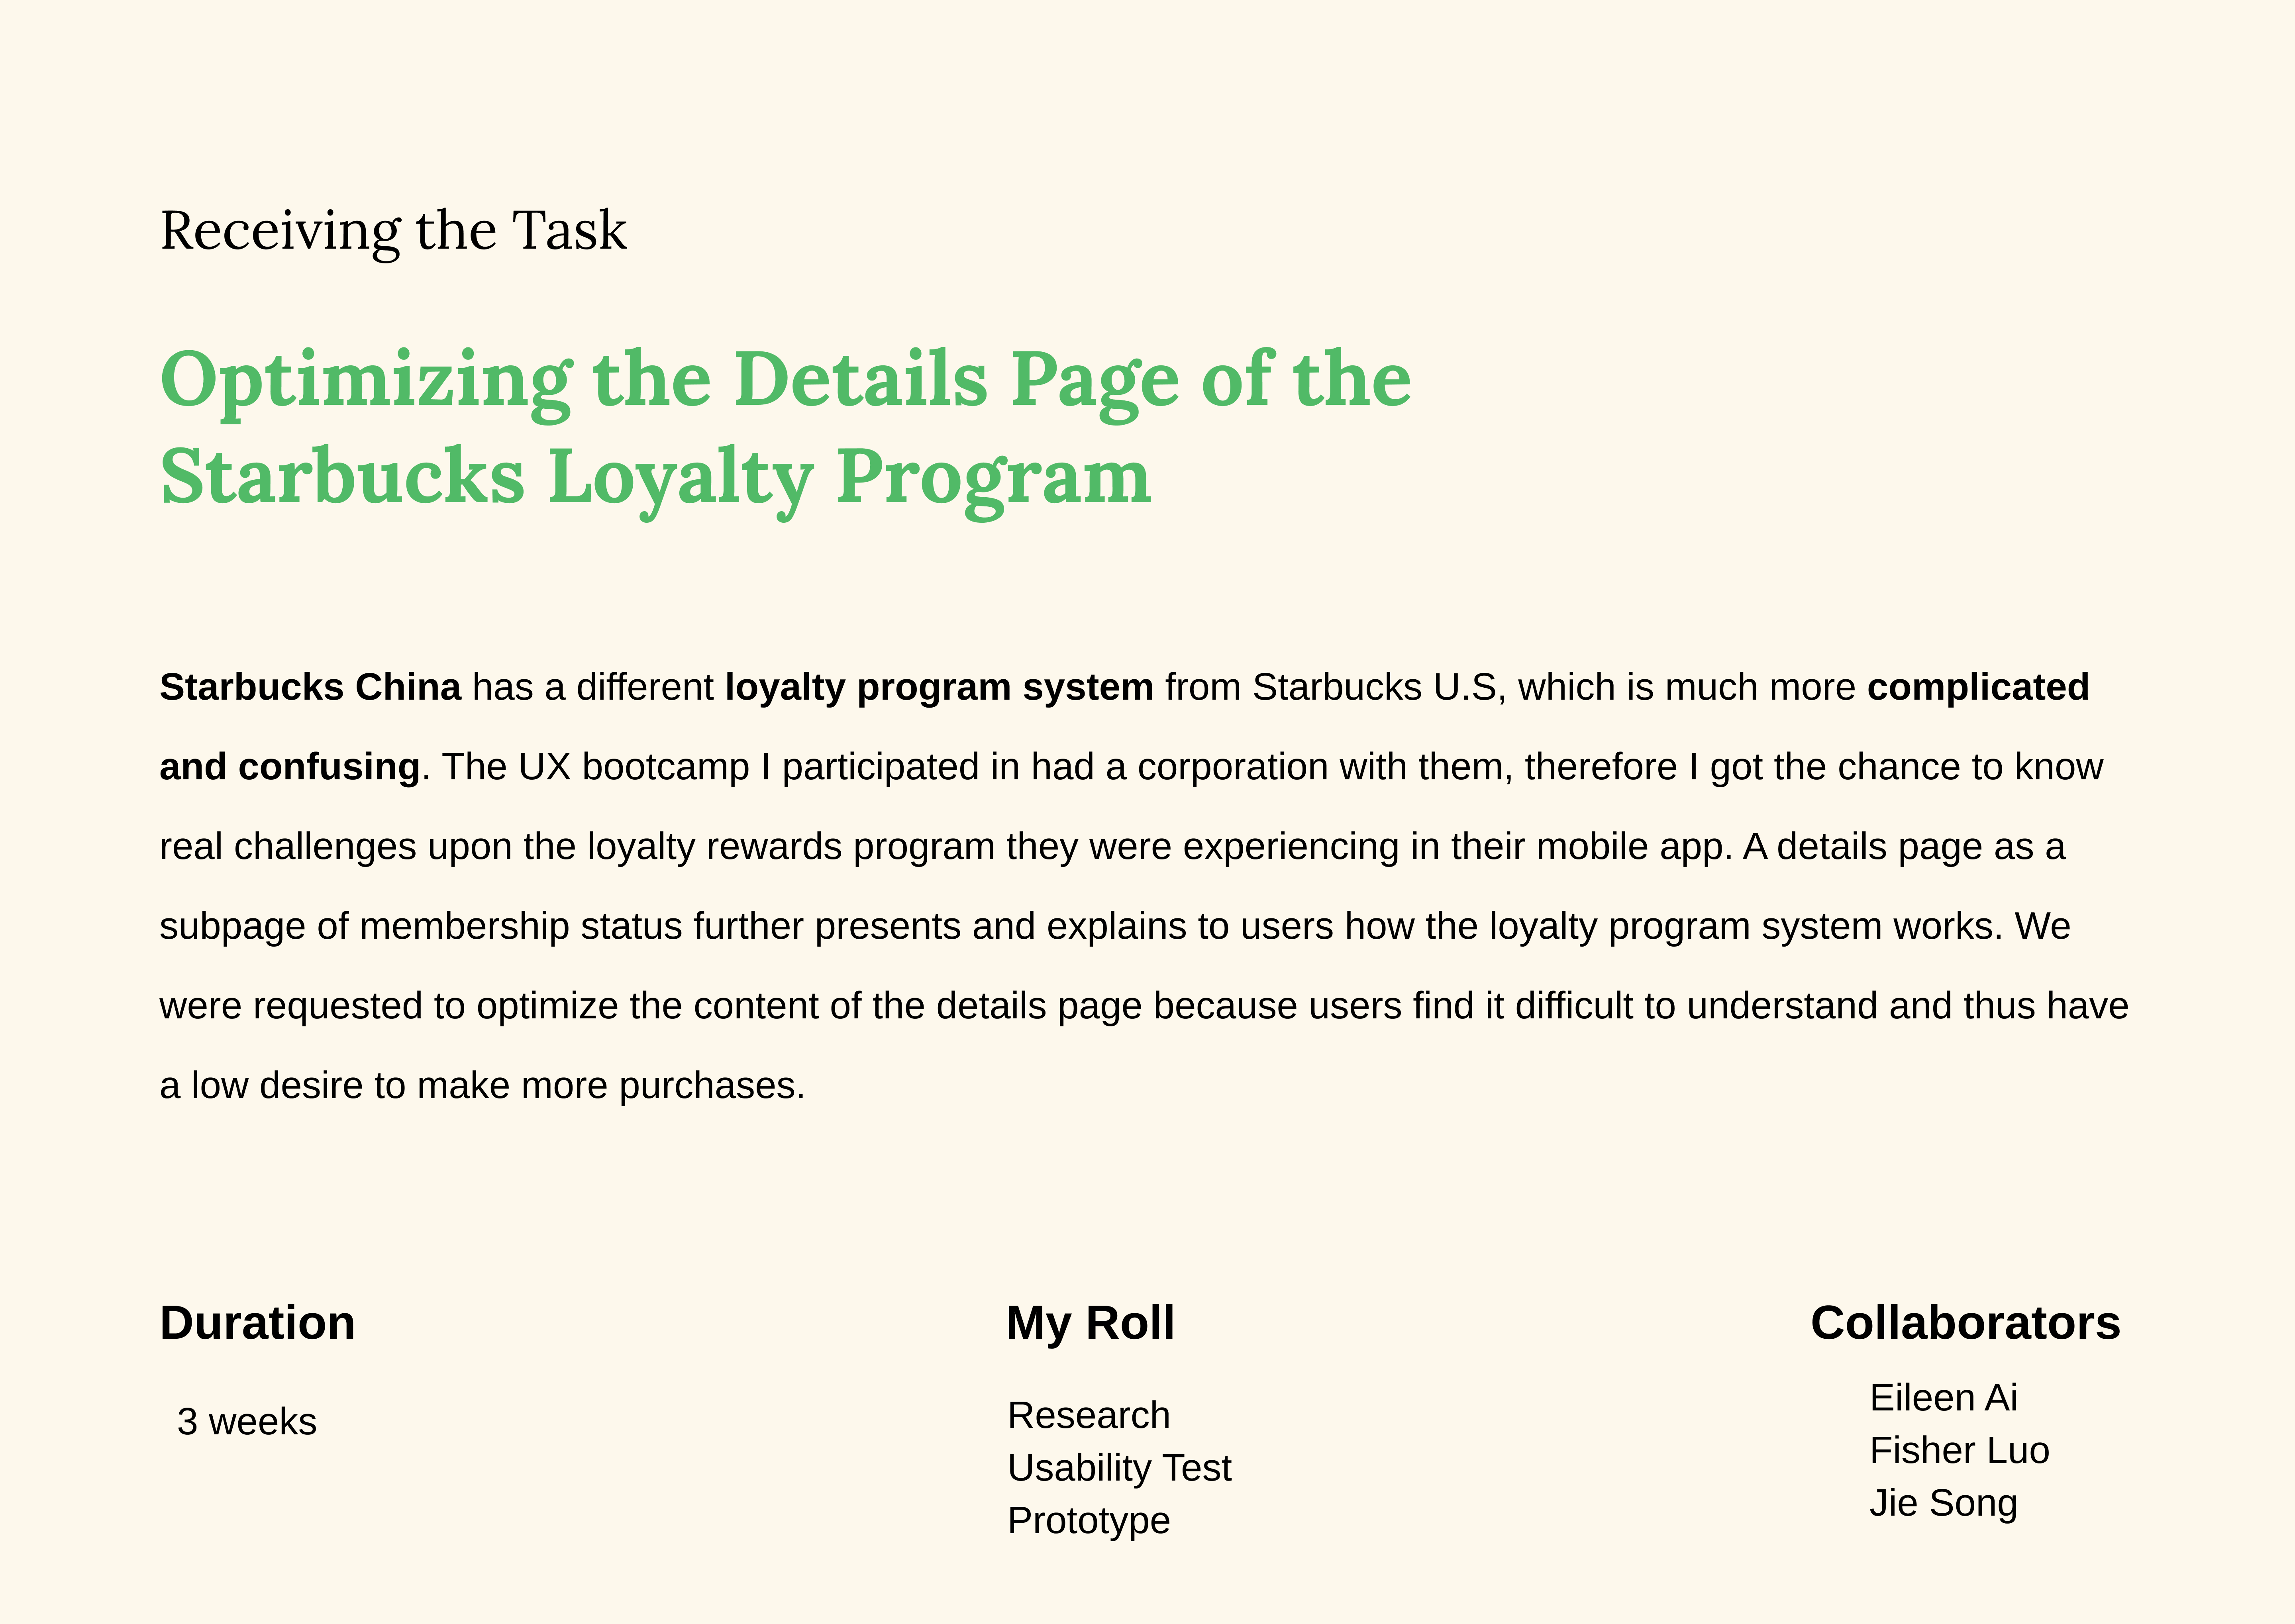 Receiving the Task
Optimizing the Details Page of the
Starbucks Loyalty Program
Starbucks China has a different loyalty program system from Starbucks U.S, which is much more complicated
and confusing. The UX bootcamp I participated in had a corporation with them, therefore I got the chance to know
real challenges upon the loyalty rewards program they were experiencing in their mobile app. A details page as a
subpage of membership status further presents and explains to users how the loyalty program system works. We
were requested to optimize the content of the details page because users find it difficult to understand and thus have
a low desire to make more purchases.
Duration
3 weeks
My Roll
Research
Usability Test
Prototype
Collaborators
Eileen Ai
Fisher Luo
Jie Song